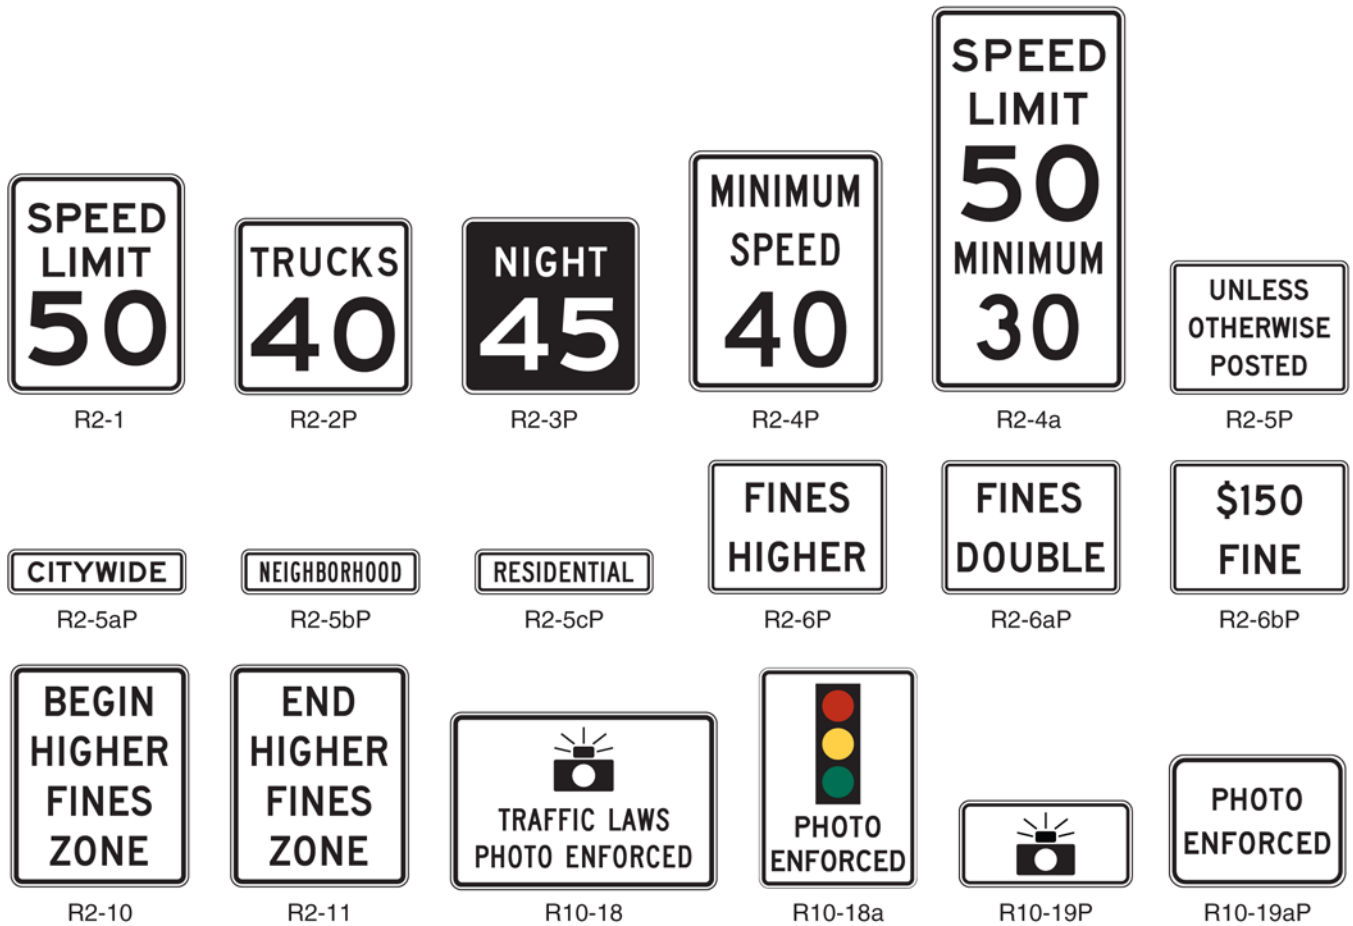 SPEED
LIMIT
50
R2-1
TRUCKS
40
R2-2P
NIGHT
45
R2-3P
MINIMUM
SPEED
40
R2-4P
SPEED
LIMIT
50
MINIMUM
30
R2-4a
UNLESS
OTHERWISE
POSTED
R2-5P
CITYWIDE
R2-5aP
NEIGHBORHOOD
R2-5bP
RESIDENTIAL
R2-5cP
FINES
HIGHER
R2-6P
FINES
DOUBLE
R2-6aP
$150
FINE
R2-6bP
BEGIN
HIGHER
FINES
ZONE
R2-10
END
HIGHER
FINES
ZONE
R2-11
TRAFFIC LAWS
PHOTO ENFORCED
R10-18
PHOTO
ENFORCED
R10-18a
R10-19P
PHOTO
ENFORCED
R10-19aP